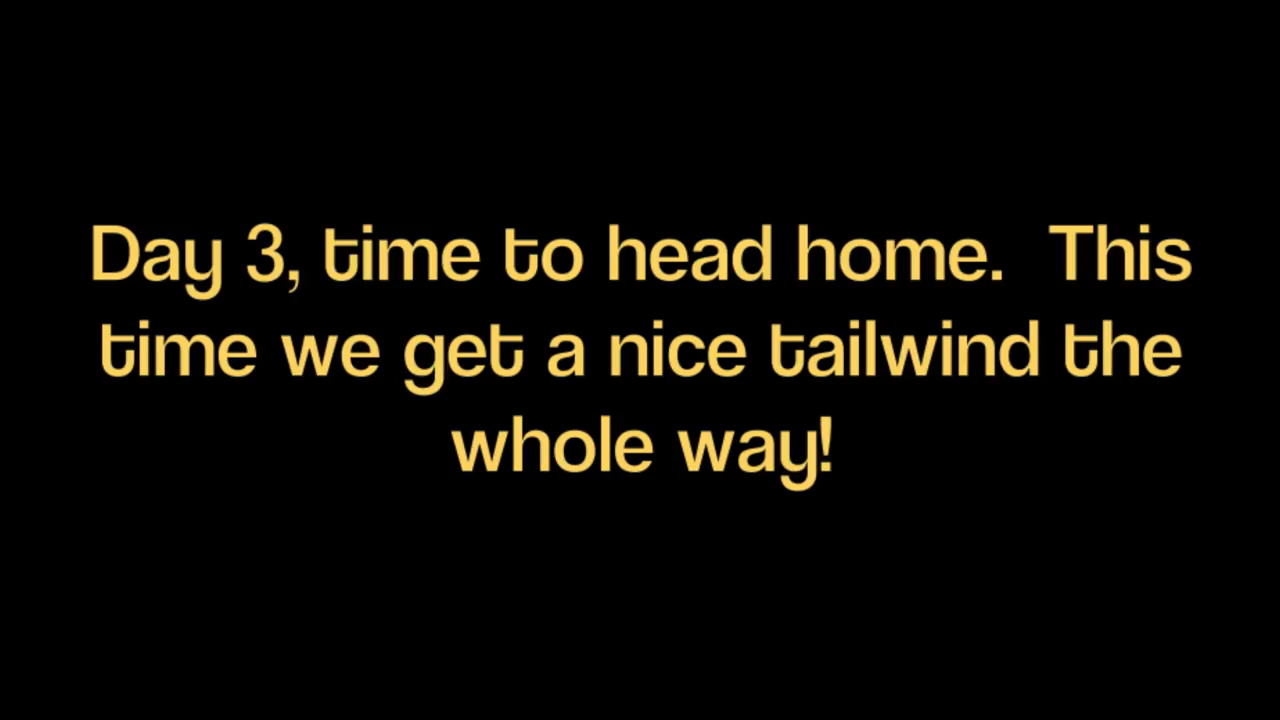 Day 3, time to head home.  This
time we get a nice tailwind the
whole way!